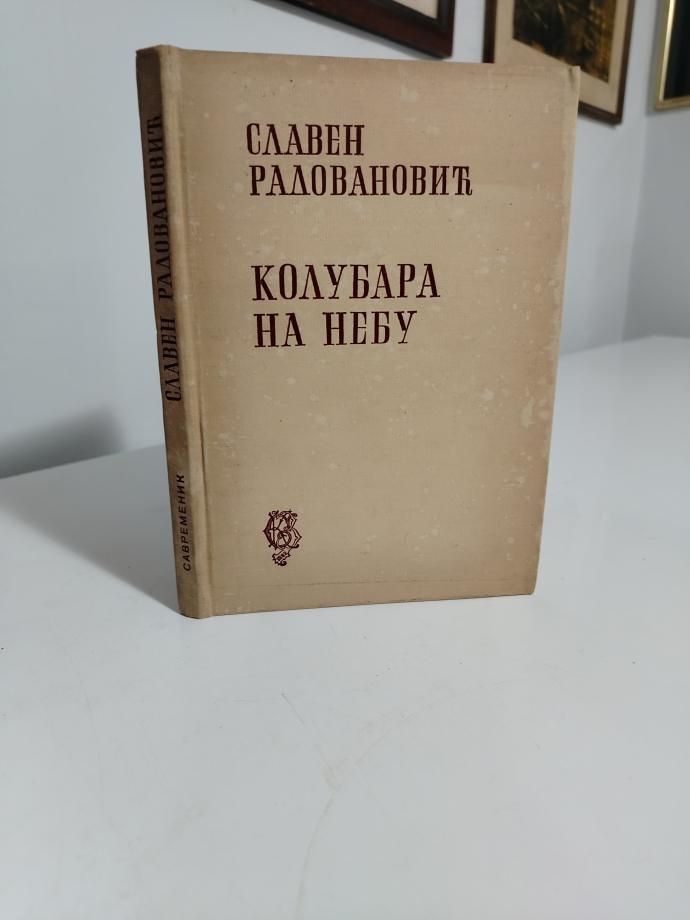 СЛАВЕН
РАДОВАНОВИЋ
КОЛУБАРА
НА НЕБУ
СЛАВЕН РАДОВАНОВИЋ
САВРЕМЕНИК